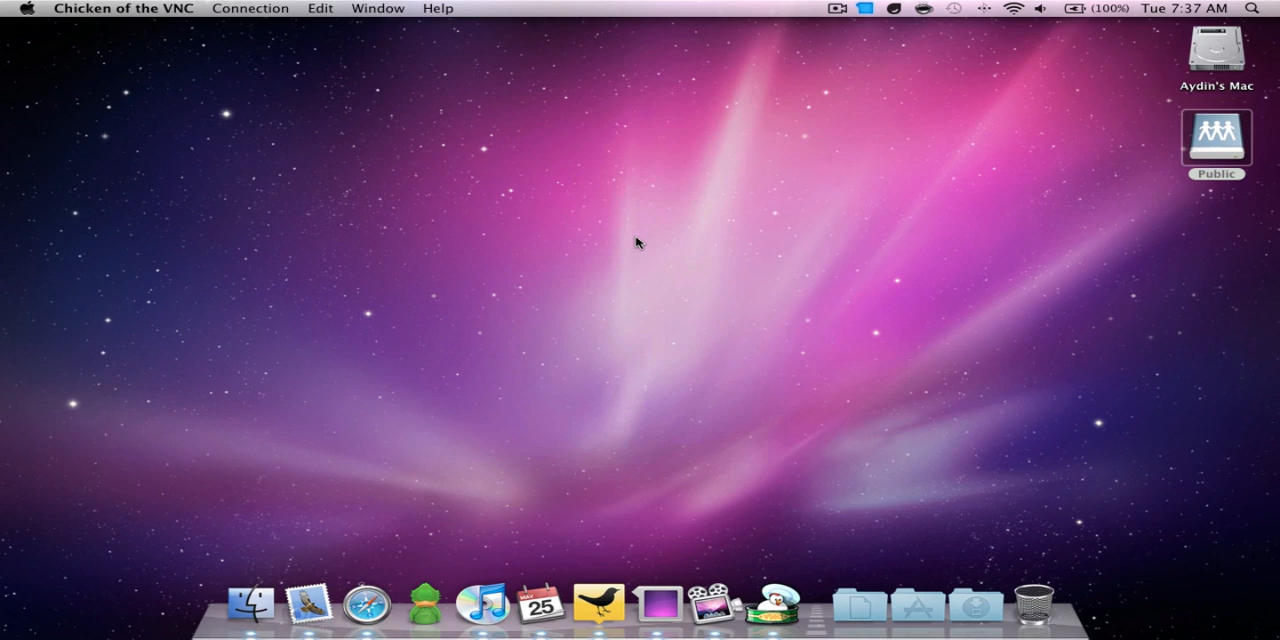 Chicken of the VNC Connection Edit Window Help (100%) Tue 7:37 AM
Aydin's Mac
Public
MAY
25